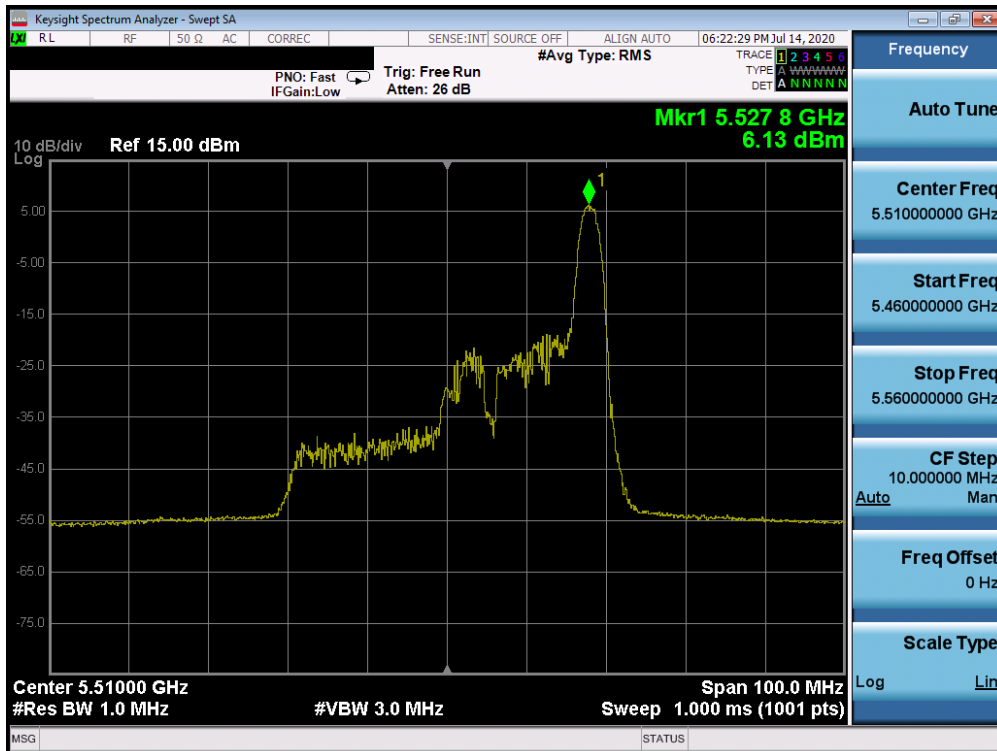 Keysight Spectrum Analyzer - Swept SA
LXI RL RF 50 Ω AC CORREC SENSE:INT SOURCE OFF ALIGN AUTO 06:22:29 PM Jul 14, 2020
#Avg Type: RMS
TRACE 1 2 3 4 5 6
TYPE A WWWWW
DET A N N N N N
PNO: Fast
IFGain:Low
Trig: Free Run
Atten: 26 dB
Mkr1 5.527 8 GHz
6.13 dBm
10 dB/div Ref 15.00 dBm
Log
1
5.00
-5.00
-15.0
-25.0
-35.0
-45.0
-55.0
-65.0
-75.0
Center 5.51000 GHz Span 100.0 MHz
#Res BW 1.0 MHz #VBW 3.0 MHz Sweep 1.000 ms (1001 pts)
MSG STATUS
Frequency
Auto Tune
Center Freq
5.510000000 GHz
Start Freq
5.460000000 GHz
Stop Freq
5.560000000 GHz
CF Step
10.000000 MHz
Auto Man
Freq Offset
0 Hz
Scale Type
Log Lin